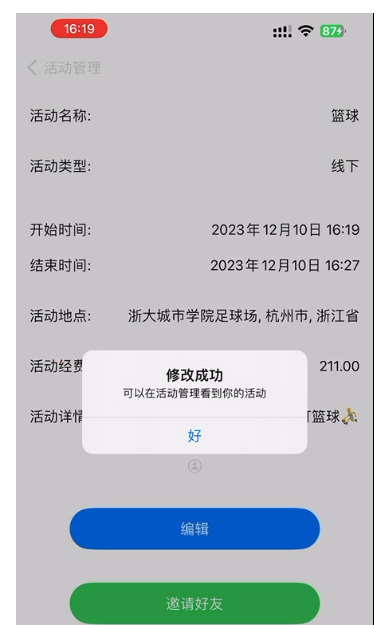 16:19
87
活动管理
活动名称: 篮球
活动类型: 线下
开始时间: 2023年12月10日 16:19
结束时间: 2023年12月10日 16:27
活动地点: 浙大城市学院足球场, 杭州市, 浙江省
活动经费 211.00
修改成功
可以在活动管理看到你的活动
活动详情 打篮球⛹
好
编辑
邀请好友